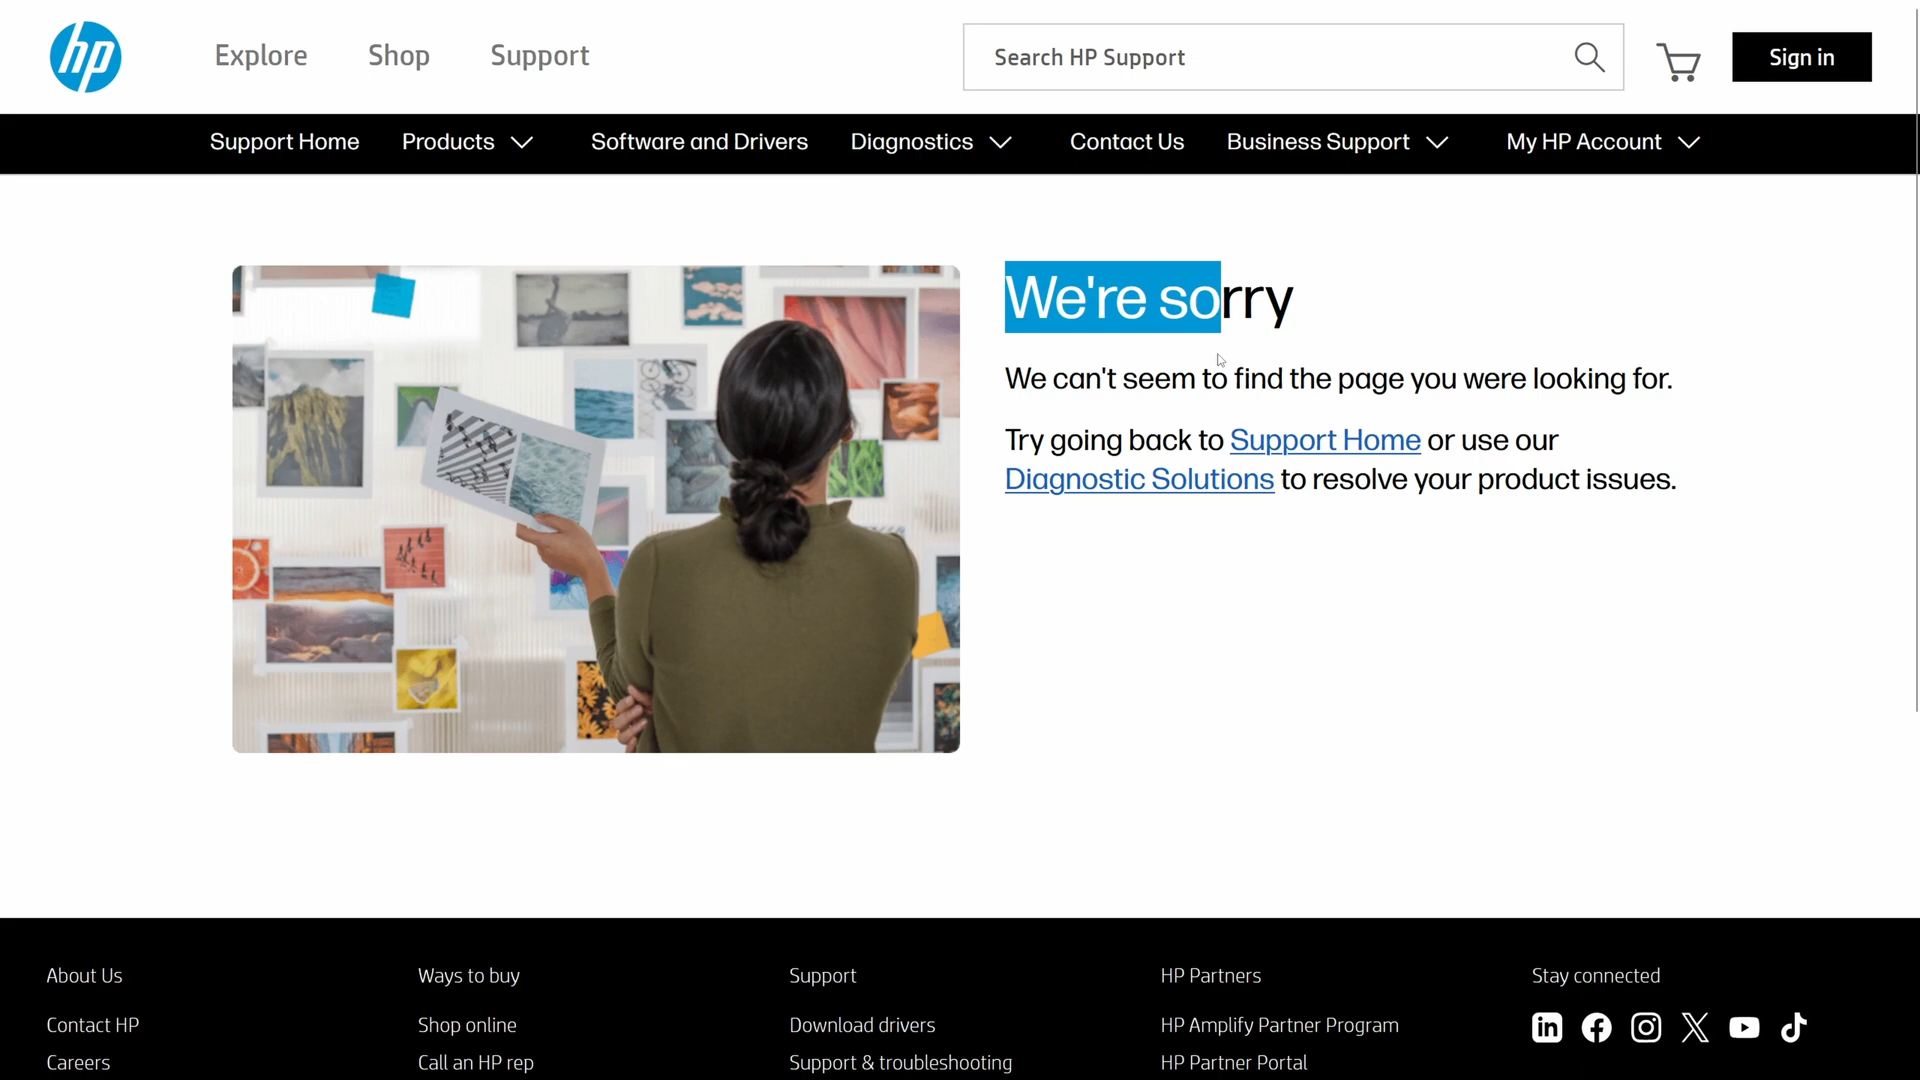 hp
Explore
Shop
Support
Search HP Support
Sign in
Support Home
Products
Software and Drivers
Diagnostics
Contact Us
Business Support
My HP Account
We're sorry
We can't seem to find the page you were looking for.
Try going back to Support Home or use our
Diagnostic Solutions to resolve your product issues.
About Us
Contact HP
Careers
Ways to buy
Shop online
Call an HP rep
Support
Download drivers
Support & troubleshooting
HP Partners
HP Amplify Partner Program
HP Partner Portal
Stay connected